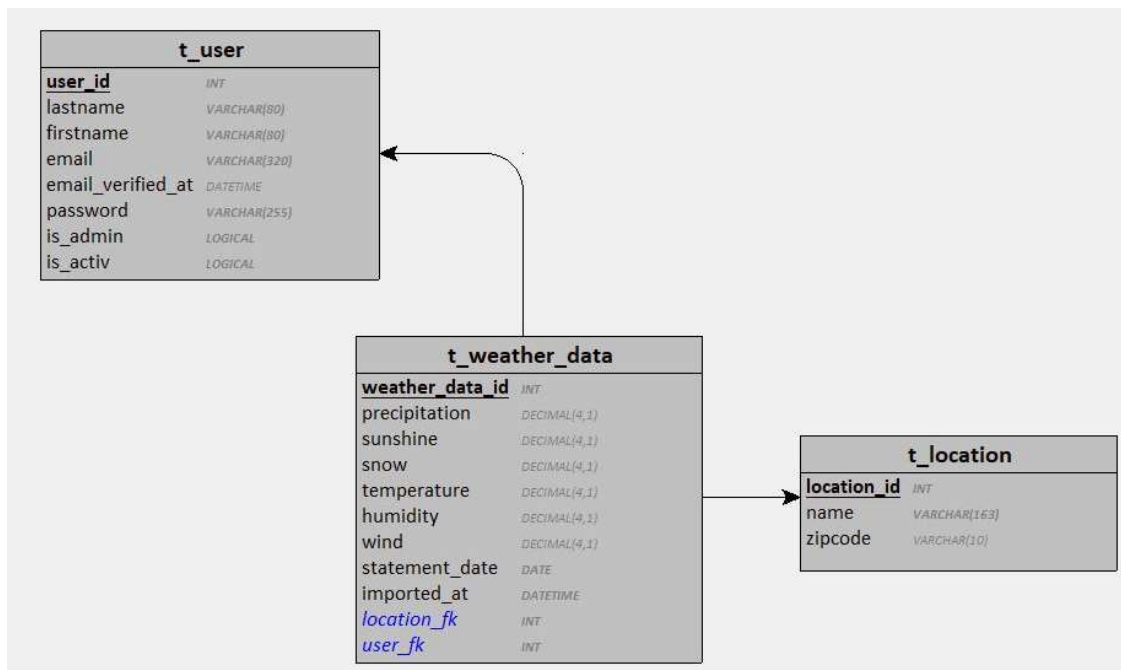 t_user
user_id INT
lastname VARCHAR(80)
firstname VARCHAR(80)
email VARCHAR(320)
email_verified_at DATETIME
password VARCHAR(255)
is_admin LOGICAL
is_activ LOGICAL
t_weather_data
weather_data_id INT
precipitation DECIMAL(4,1)
sunshine DECIMAL(4,1)
snow DECIMAL(4,1)
temperature DECIMAL(4,1)
humidity DECIMAL(4,1)
wind DECIMAL(4,1)
statement_date DATE
imported_at DATETIME
location_fk INT
user_fk INT
t_location
location_id INT
name VARCHAR(163)
zipcode VARCHAR(10)